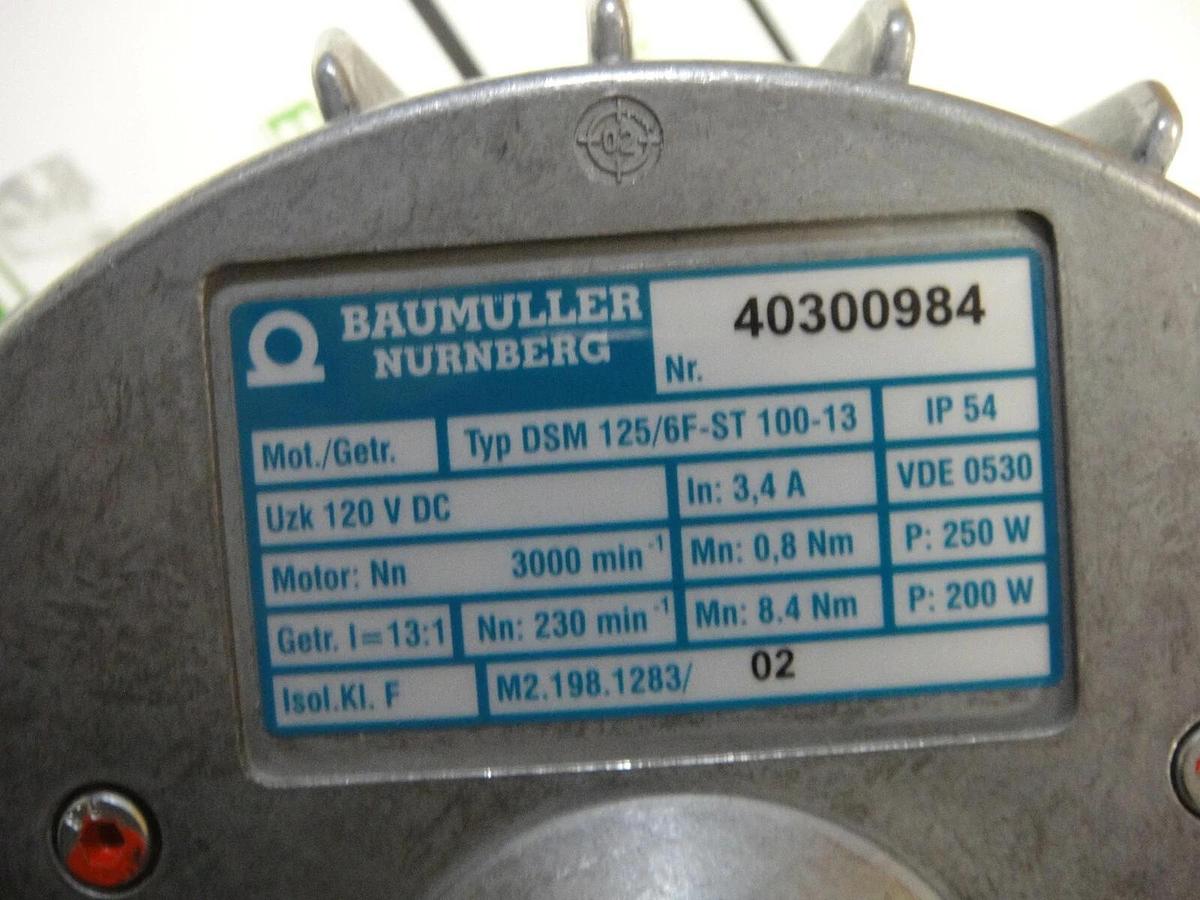 02
BAUMÜLLER
NÜRNBERG
40300984
Nr.
Mot./Getr. Typ DSM 125/6F-ST 100-13 IP 54
Uzk 120 V DC In: 3,4 A VDE 0530
Motor: Nn 3000 min⁻¹ Mn: 0,8 Nm P: 250 W
Getr. I=13:1 Nn: 230 min⁻¹ Mn: 8.4 Nm P: 200 W
Isol.Kl. F M2.198.1283/ 02